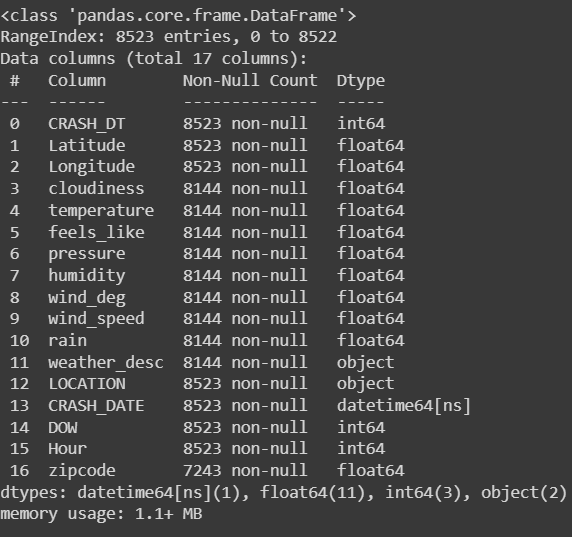 <class 'pandas.core.frame.DataFrame'>
RangeIndex: 8523 entries, 0 to 8522
Data columns (total 17 columns):
 #   Column        Non-Null Count  Dtype
---  ------        --------------  -----
 0   CRASH_DT      8523 non-null   int64
 1   Latitude      8523 non-null   float64
 2   Longitude     8523 non-null   float64
 3   cloudiness    8144 non-null   float64
 4   temperature   8144 non-null   float64
 5   feels_like    8144 non-null   float64
 6   pressure      8144 non-null   float64
 7   humidity      8144 non-null   float64
 8   wind_deg      8144 non-null   float64
 9   wind_speed    8144 non-null   float64
 10  rain          8144 non-null   float64
 11  weather_desc  8144 non-null   object
 12  LOCATION      8523 non-null   object
 13  CRASH_DATE    8523 non-null   datetime64[ns]
 14  DOW           8523 non-null   int64
 15  Hour          8523 non-null   int64
 16  zipcode       7243 non-null   float64
dtypes: datetime64[ns](1), float64(11), int64(3), object(2)
memory usage: 1.1+ MB